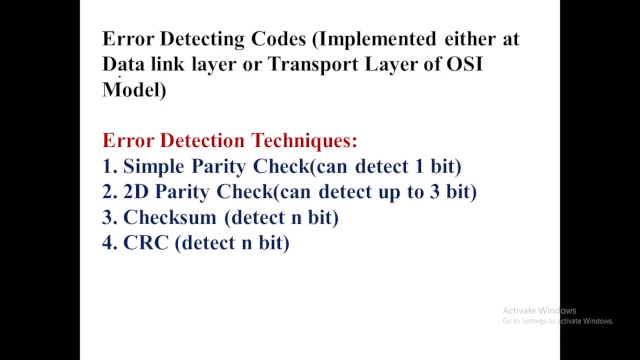 Error Detecting Codes (Implemented either at
Data link layer or Transport Layer of OSI
Model)
Error Detection Techniques:
1. Simple Parity Check(can detect 1 bit)
2. 2D Parity Check(can detect up to 3 bit)
3. Checksum (detect n bit)
4. CRC (detect n bit)
Activate Windows
Go to Settings to activate Windows.